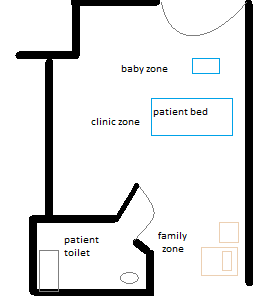 baby zone
patient bed
clinic zone
patient
toilet
family
zone